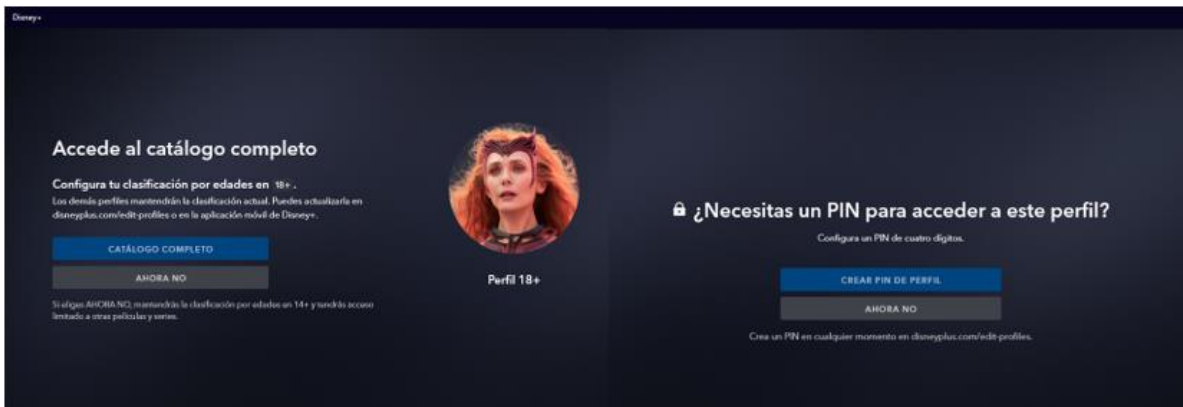 Disney+
Accede al catálogo completo
Configura tu clasificación por edades en 18+ .
Los demás perfiles mantendrán la clasificación actual. Puedes actualizarla en
disneyplus.com/edit-profiles o en la aplicación móvil de Disney+.
CATÁLOGO COMPLETO
AHORA NO
Si eliges AHORA NO, mantendrás la clasificación por edades en 14+ y tendrás acceso
limitado a otras películas y series.
Perfil 18+
¿Necesitas un PIN para acceder a este perfil?
Configura un PIN de cuatro dígitos.
CREAR PIN DE PERFIL
AHORA NO
Crea un PIN en cualquier momento en disneyplus.com/edit-profiles.